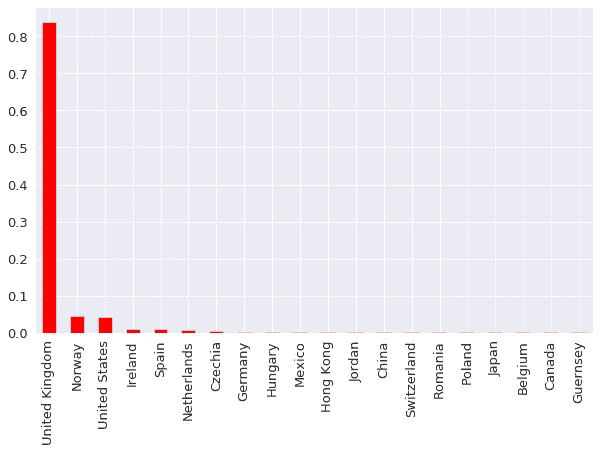 0.8
0.7
0.6
0.5
0.4
0.3
0.2
0.1
0.0
United Kingdom
Norway
United States
Ireland
Spain
Netherlands
Czechia
Germany
Hungary
Mexico
Hong Kong
Jordan
China
Switzerland
Romania
Poland
Japan
Belgium
Canada
Guernsey